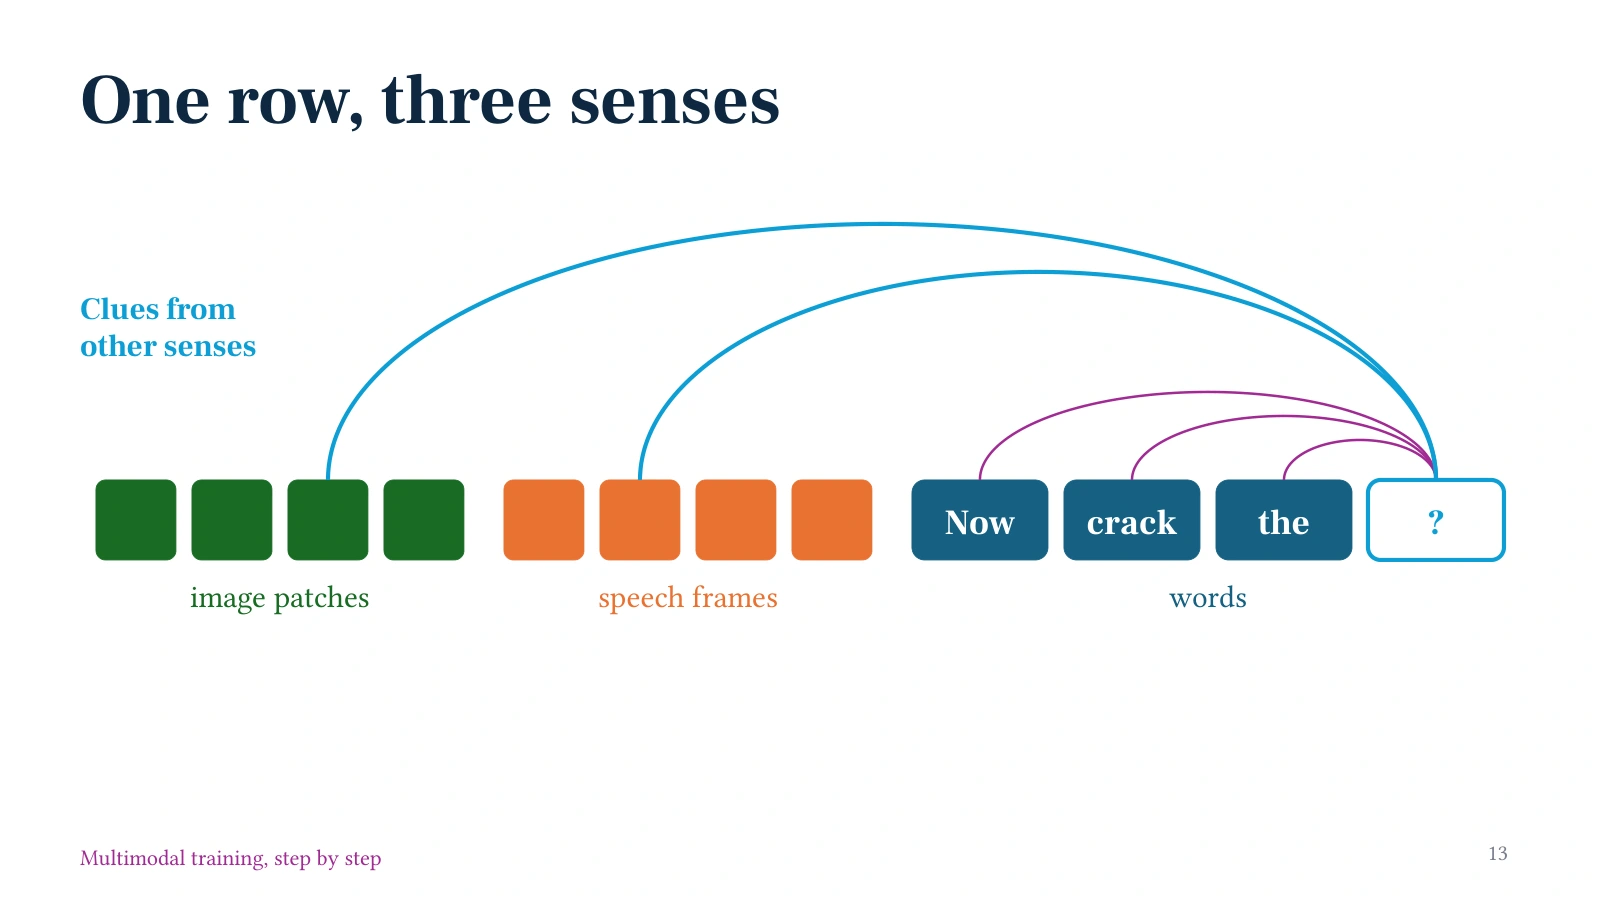 One row, three senses
Clues from
other senses
Now
crack
the
?
image patches
speech frames
words
Multimodal training, step by step
13